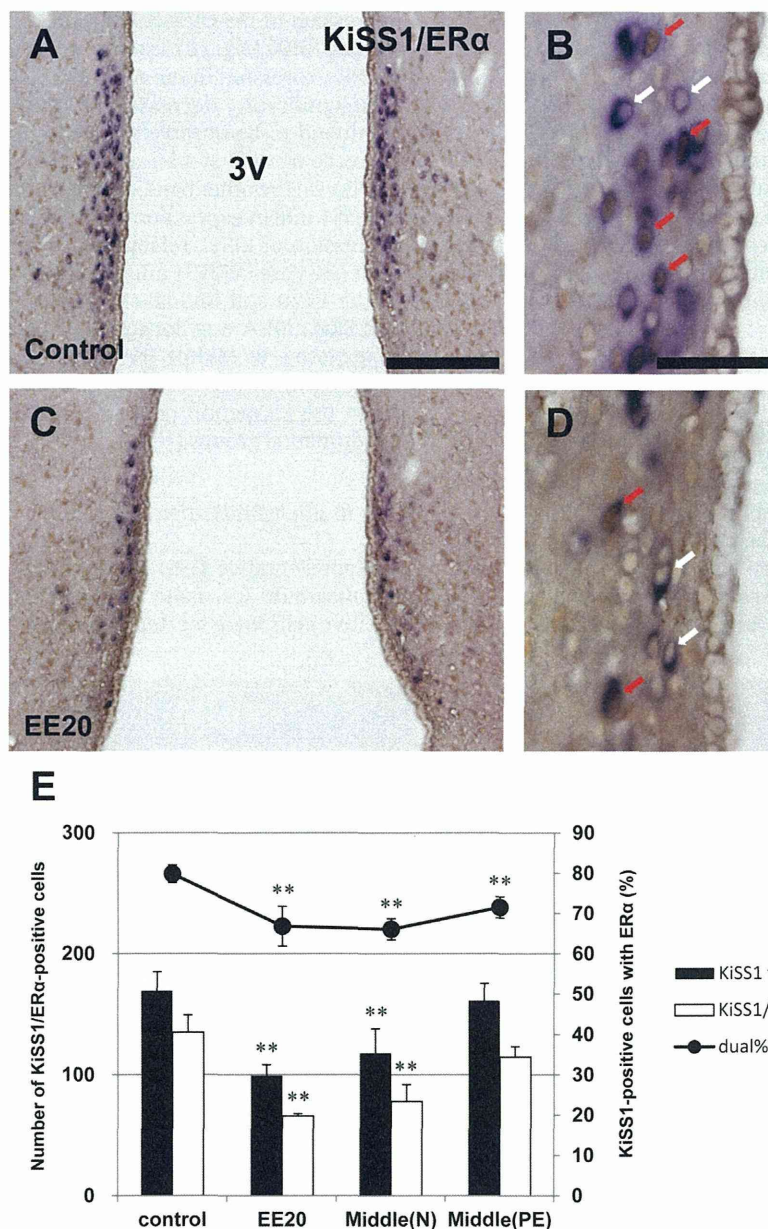 A
KiSS1/ERα
3V
Control
B
C
EE20
D
E
Number of KiSS1/ERα-positive cells
300
200
100
0
** ** **
** **
** **
KiSS1-positive cells with ERα (%)
90
80
70
60
50
40
30
20
10
0
control EE20 Middle(N) Middle(PE)
KiSS1
KiSS1/
dual%